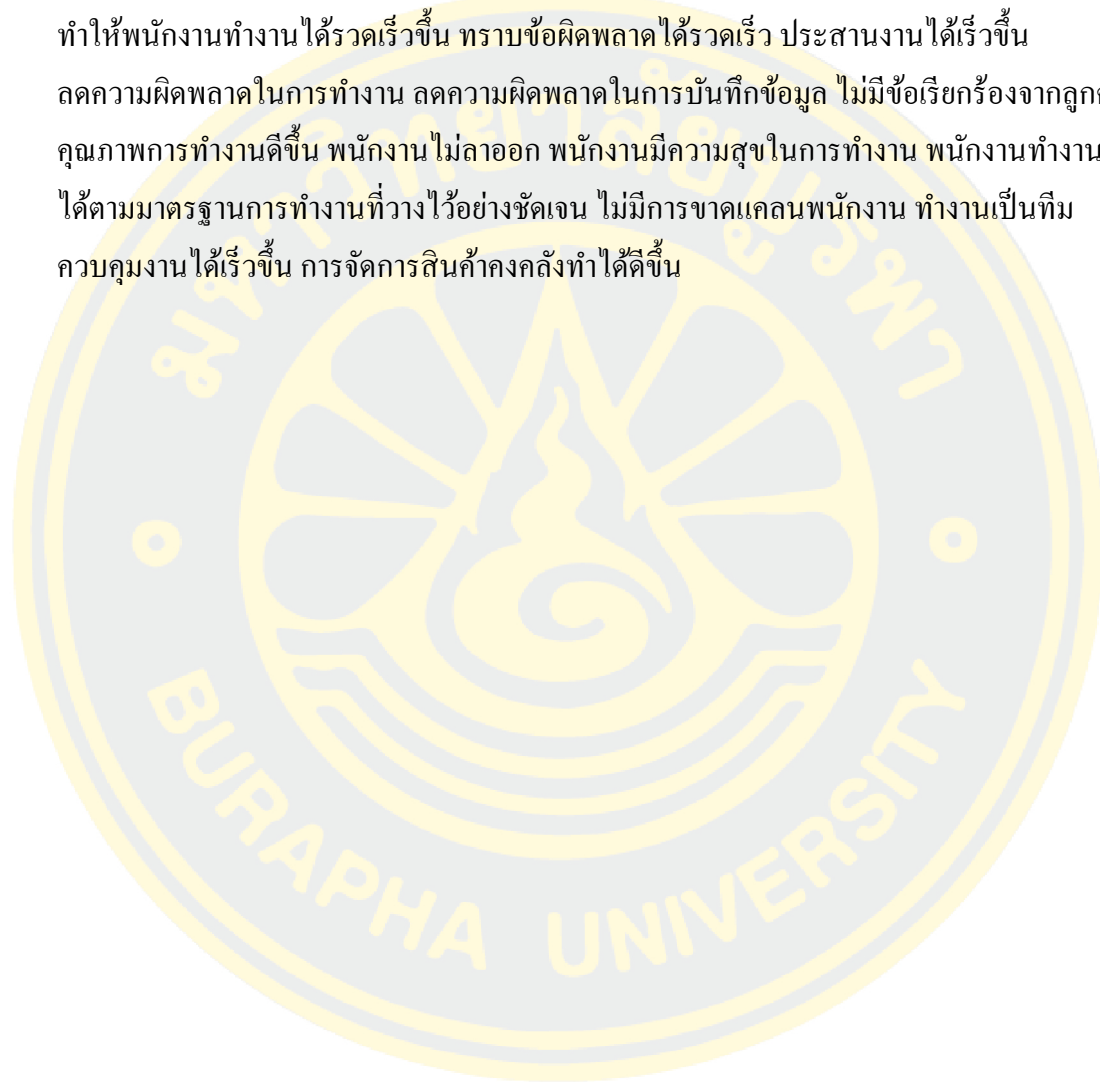 ทำให้พนักงานทำงานได้รวดเร็วขึ้น ทราบข้อผิดพลาดได้รวดเร็ว ประสานงานได้เร็วขึ้น
ลดความผิดพลาดในการทำงาน ลดความผิดพลาดในการบันทึกข้อมูล ไม่มีข้อเรียกร้องจาก
คุณภาพการทำงานดีขึ้น พนักงานไม่ลาออก พนักงานมีความสุขในการทำงาน พนักงานทำงาน
ได้ตามมาตรฐานการทำงานที่วางไว้อย่างชัดเจน ไม่มีการขาดแคลนพนักงาน ทำงานเป็นทีม
ควบคุมงานได้เร็วขึ้น การจัดการสินค้าคงคลังทำได้ดีขึ้น
มหาวิทยาลัยบูรพา
BURAPHA UNIVERSITY